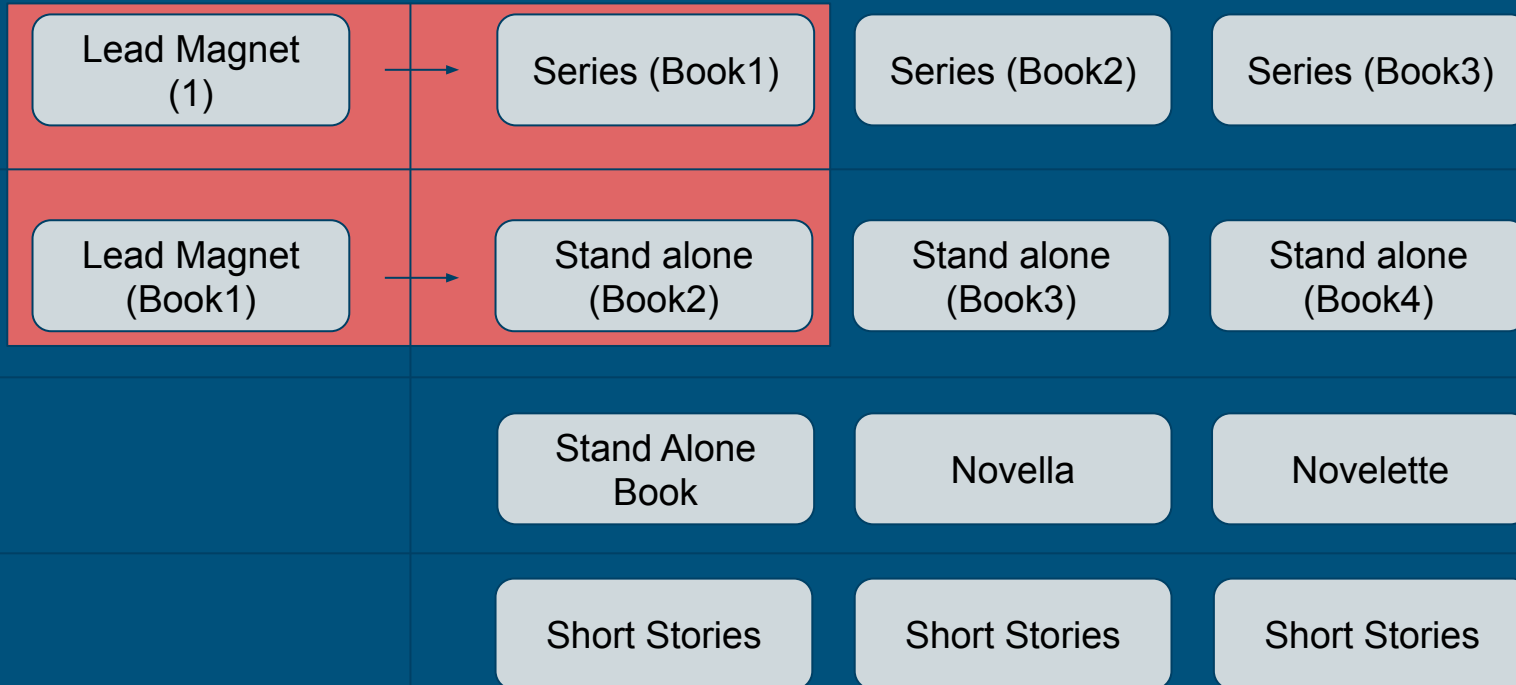 Lead Magnet
(1)
Series (Book1)
Series (Book2)
Series (Book3)
Lead Magnet
(Book1)
Stand alone
(Book2)
Stand alone
(Book3)
Stand alone
(Book4)
Stand Alone
Book
Novella
Novelette
Short Stories
Short Stories
Short Stories